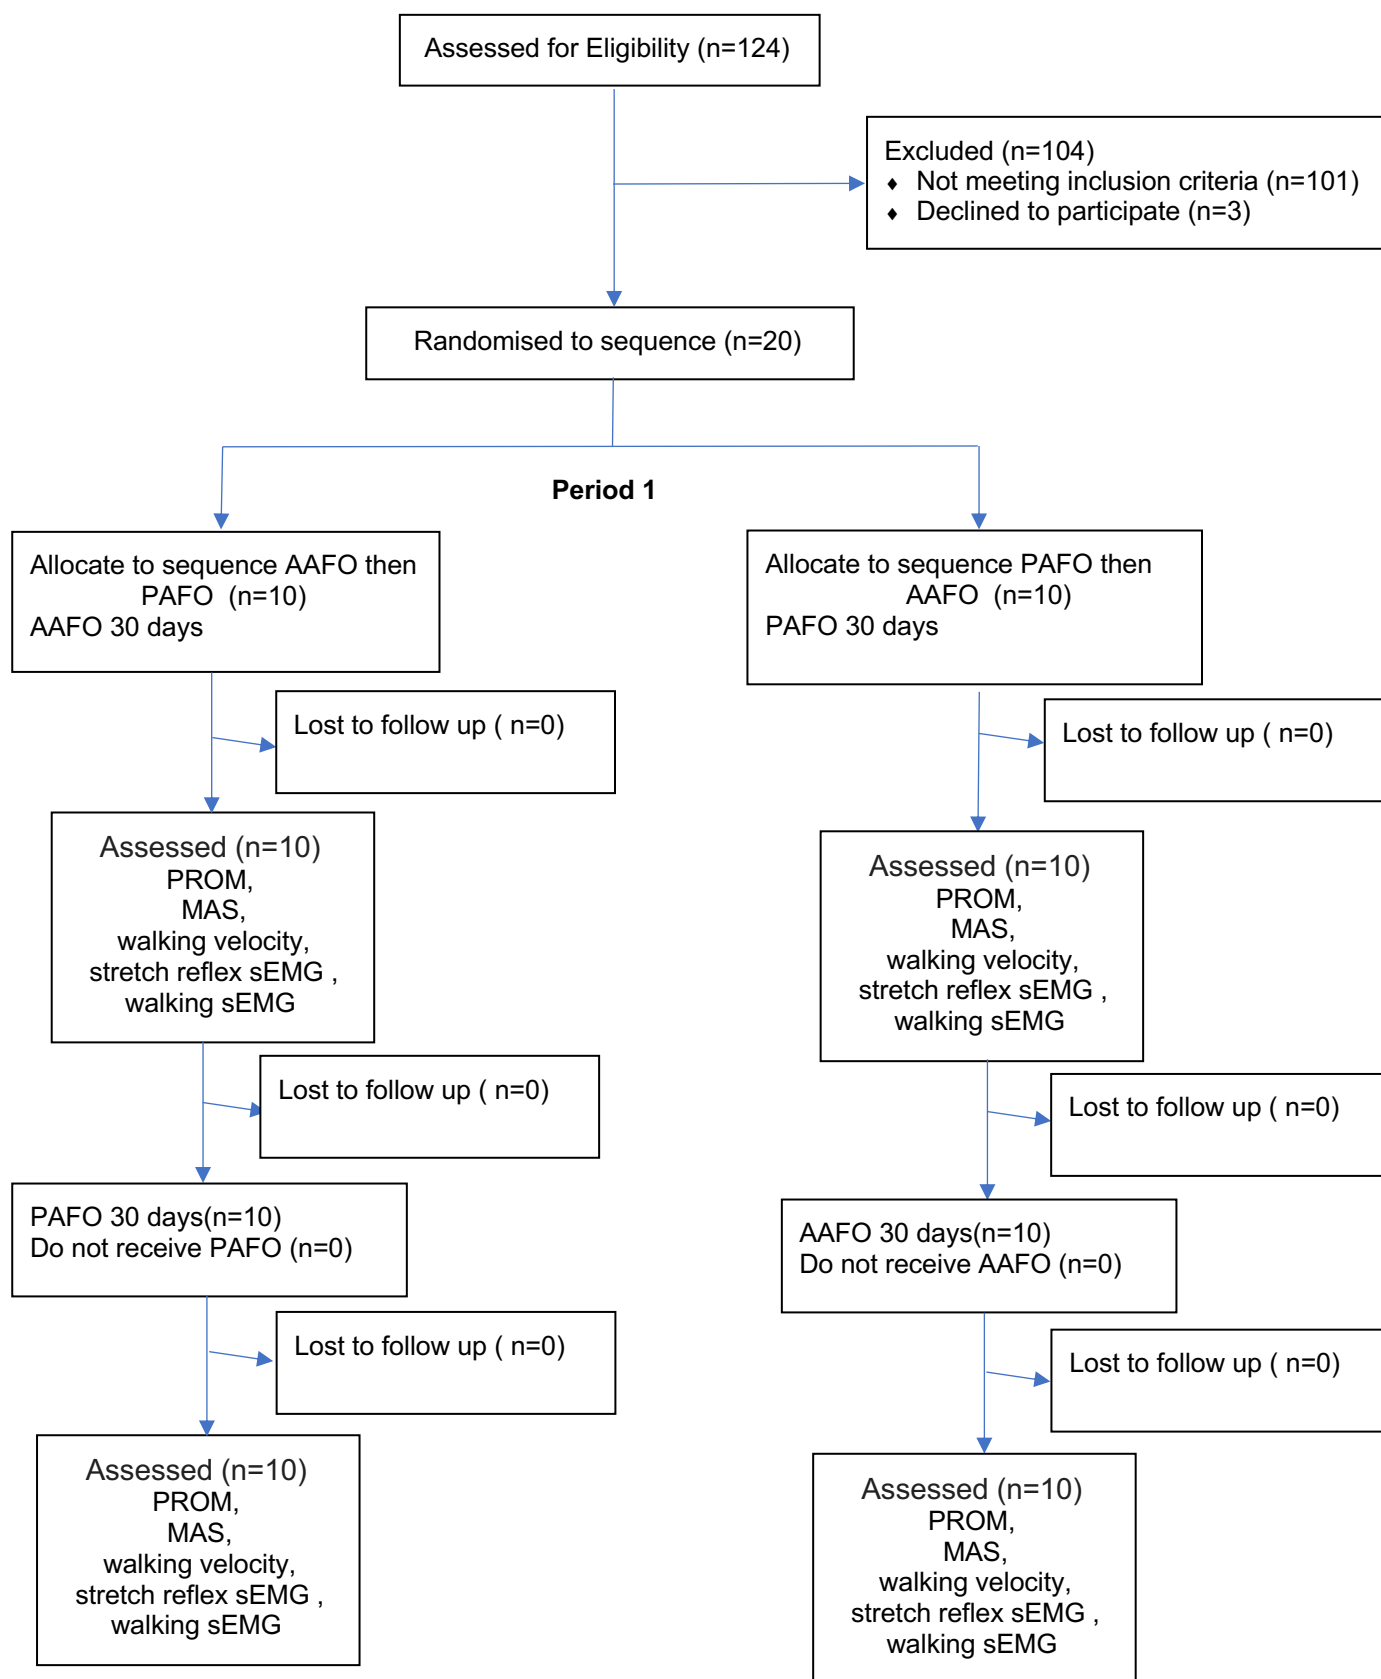 Assessed for Eligibility (n=124)
Excluded (n=104)
♦ Not meeting inclusion criteria (n=101)
♦ Declined to participate (n=3)
Randomised to sequence (n=20)
Period 1
Allocate to sequence AAFO then
PAFO (n=10)
AAFO 30 days
Allocate to sequence PAFO then
AAFO (n=10)
PAFO 30 days
Lost to follow up ( n=0)
Lost to follow up ( n=0)
Assessed (n=10)
PROM,
MAS,
walking velocity,
stretch reflex sEMG ,
walking sEMG
Assessed (n=10)
PROM,
MAS,
walking velocity,
stretch reflex sEMG ,
walking sEMG
Lost to follow up ( n=0)
Lost to follow up ( n=0)
PAFO 30 days(n=10)
Do not receive PAFO (n=0)
AAFO 30 days(n=10)
Do not receive AAFO (n=0)
Lost to follow up ( n=0)
Lost to follow up ( n=0)
Assessed (n=10)
PROM,
MAS,
walking velocity,
stretch reflex sEMG ,
walking sEMG
Assessed (n=10)
PROM,
MAS,
walking velocity,
stretch reflex sEMG ,
walking sEMG